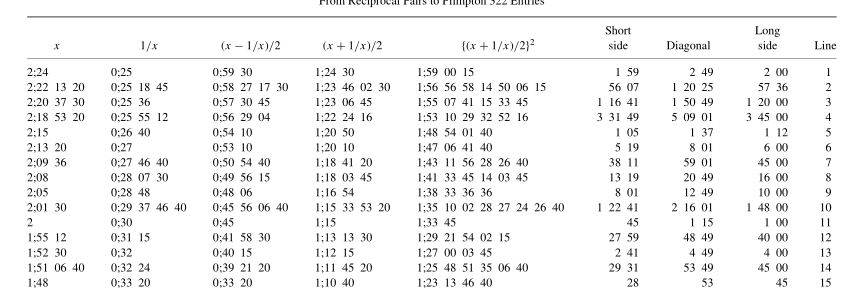 From Reciprocal Pairs to Plimpton 322 Entries
Short Long
x 1/x (x − 1/x)/2 (x + 1/x)/2 {(x + 1/x)/2}² side Diagonal side Line
2;24 0;25 0;59 30 1;24 30 1;59 00 15 1 59 2 49 2 00 1
2;22 13 20 0;25 18 45 0;58 27 17 30 1;23 46 02 30 1;56 56 58 14 50 06 15 56 07 1 20 25 57 36 2
2;20 37 30 0;25 36 0;57 30 45 1;23 06 45 1;55 07 41 15 33 45 1 16 41 1 50 49 1 20 00 3
2;18 53 20 0;25 55 12 0;56 29 04 1;22 24 16 1;53 10 29 32 52 16 3 31 49 5 09 01 3 45 00 4
2;15 0;26 40 0;54 10 1;20 50 1;48 54 01 40 1 05 1 37 1 12 5
2;13 20 0;27 0;53 10 1;20 10 1;47 06 41 40 5 19 8 01 6 00 6
2;09 36 0;27 46 40 0;50 54 40 1;18 41 20 1;43 11 56 28 26 40 38 11 59 01 45 00 7
2;08 0;28 07 30 0;49 56 15 1;18 03 45 1;41 33 45 14 03 45 13 19 20 49 16 00 8
2;05 0;28 48 0;48 06 1;16 54 1;38 33 36 36 8 01 12 49 10 00 9
2;01 30 0;29 37 46 40 0;45 56 06 40 1;15 33 53 20 1;35 10 02 28 27 24 26 40 1 22 41 2 16 01 1 48 00 10
2 0;30 0;45 1;15 1;33 45 45 1 15 1 00 11
1;55 12 0;31 15 0;41 58 30 1;13 13 30 1;29 21 54 02 15 27 59 48 49 40 00 12
1;52 30 0;32 0;40 15 1;12 15 1;27 00 03 45 2 41 4 49 4 00 13
1;51 06 40 0;32 24 0;39 21 20 1;11 45 20 1;25 48 51 35 06 40 29 31 53 49 45 00 14
1;48 0;33 20 0;33 20 1;10 40 1;23 13 46 40 28 53 45 15